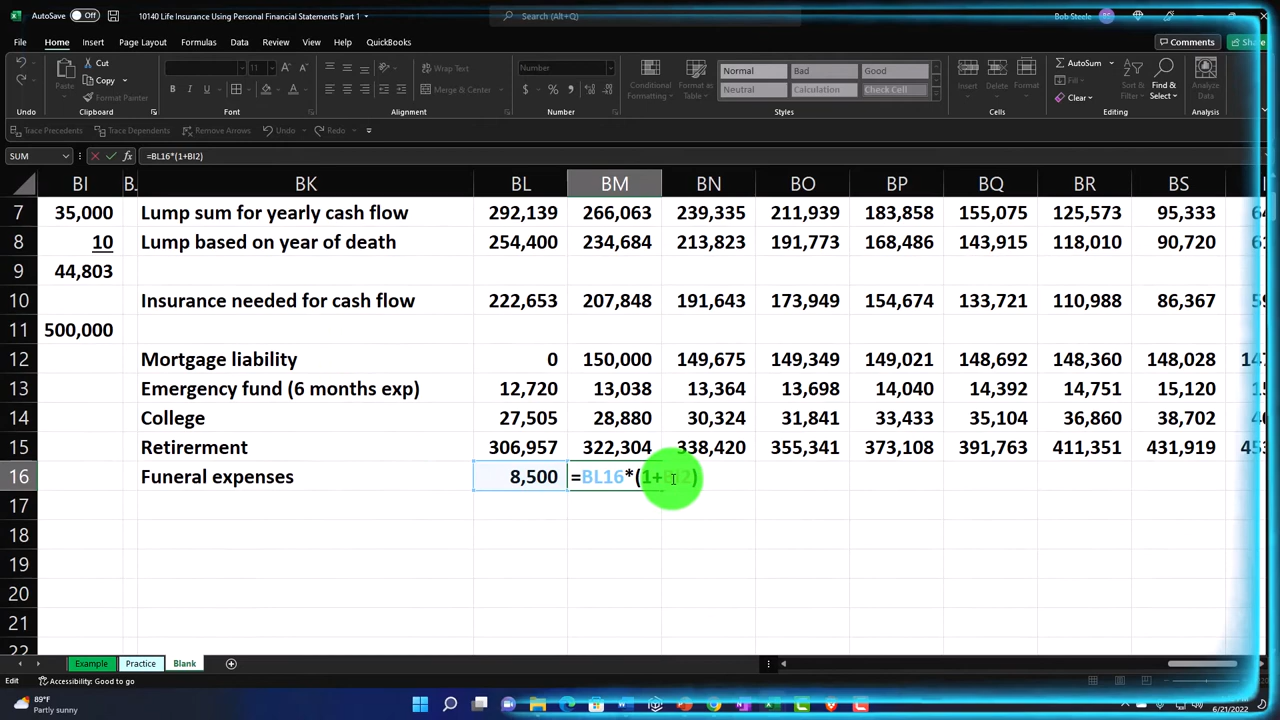 AutoSave Off 10140 Life Insurance Using Personal Financial Statements Part 1 Search (Alt+Q) Bob Steele BS
File Home Insert Page Layout Formulas Data Review View Help QuickBooks Comments Share
Cut
Copy
Format Painter
Paste
11
Wrap Text
Merge & Center
Number
Conditional Formatting
Format as Table
Normal Bad Good
Neutral Calculation Check Cell
Insert Delete Format
AutoSum
Fill
Clear
Sort & Filter
Find & Select
Analyze Data
Undo Clipboard Font Alignment Number Styles Cells Editing Analysis
Trace Precedents Trace Dependents Remove Arrows Undo Redo
SUM fx =BL16*(1+BI2)
BI BK BL BM BN BO BP BQ BR BS
7 35,000 Lump sum for yearly cash flow 292,139 266,063 239,335 211,939 183,858 155,075 125,573 95,333
8 10 Lump based on year of death 254,400 234,684 213,823 191,773 168,486 143,915 118,010 90,720
9 44,803
10 Insurance needed for cash flow 222,653 207,848 191,643 173,949 154,674 133,721 110,988 86,367
11 500,000
12 Mortgage liability 0 150,000 149,675 149,349 149,021 148,692 148,360 148,028
13 Emergency fund (6 months exp) 12,720 13,038 13,364 13,698 14,040 14,392 14,751 15,120
14 College 27,505 28,880 30,324 31,841 33,433 35,104 36,860 38,702
15 Retirerment 306,957 322,304 338,420 355,341 373,108 391,763 411,351 431,919
16 Funeral expenses 8,500 =BL16*(1+BI2)
17
18
19
20
21
22
Example Practice Blank
Edit Accessibility: Good to go
89°F
Partly sunny
6/21/2022